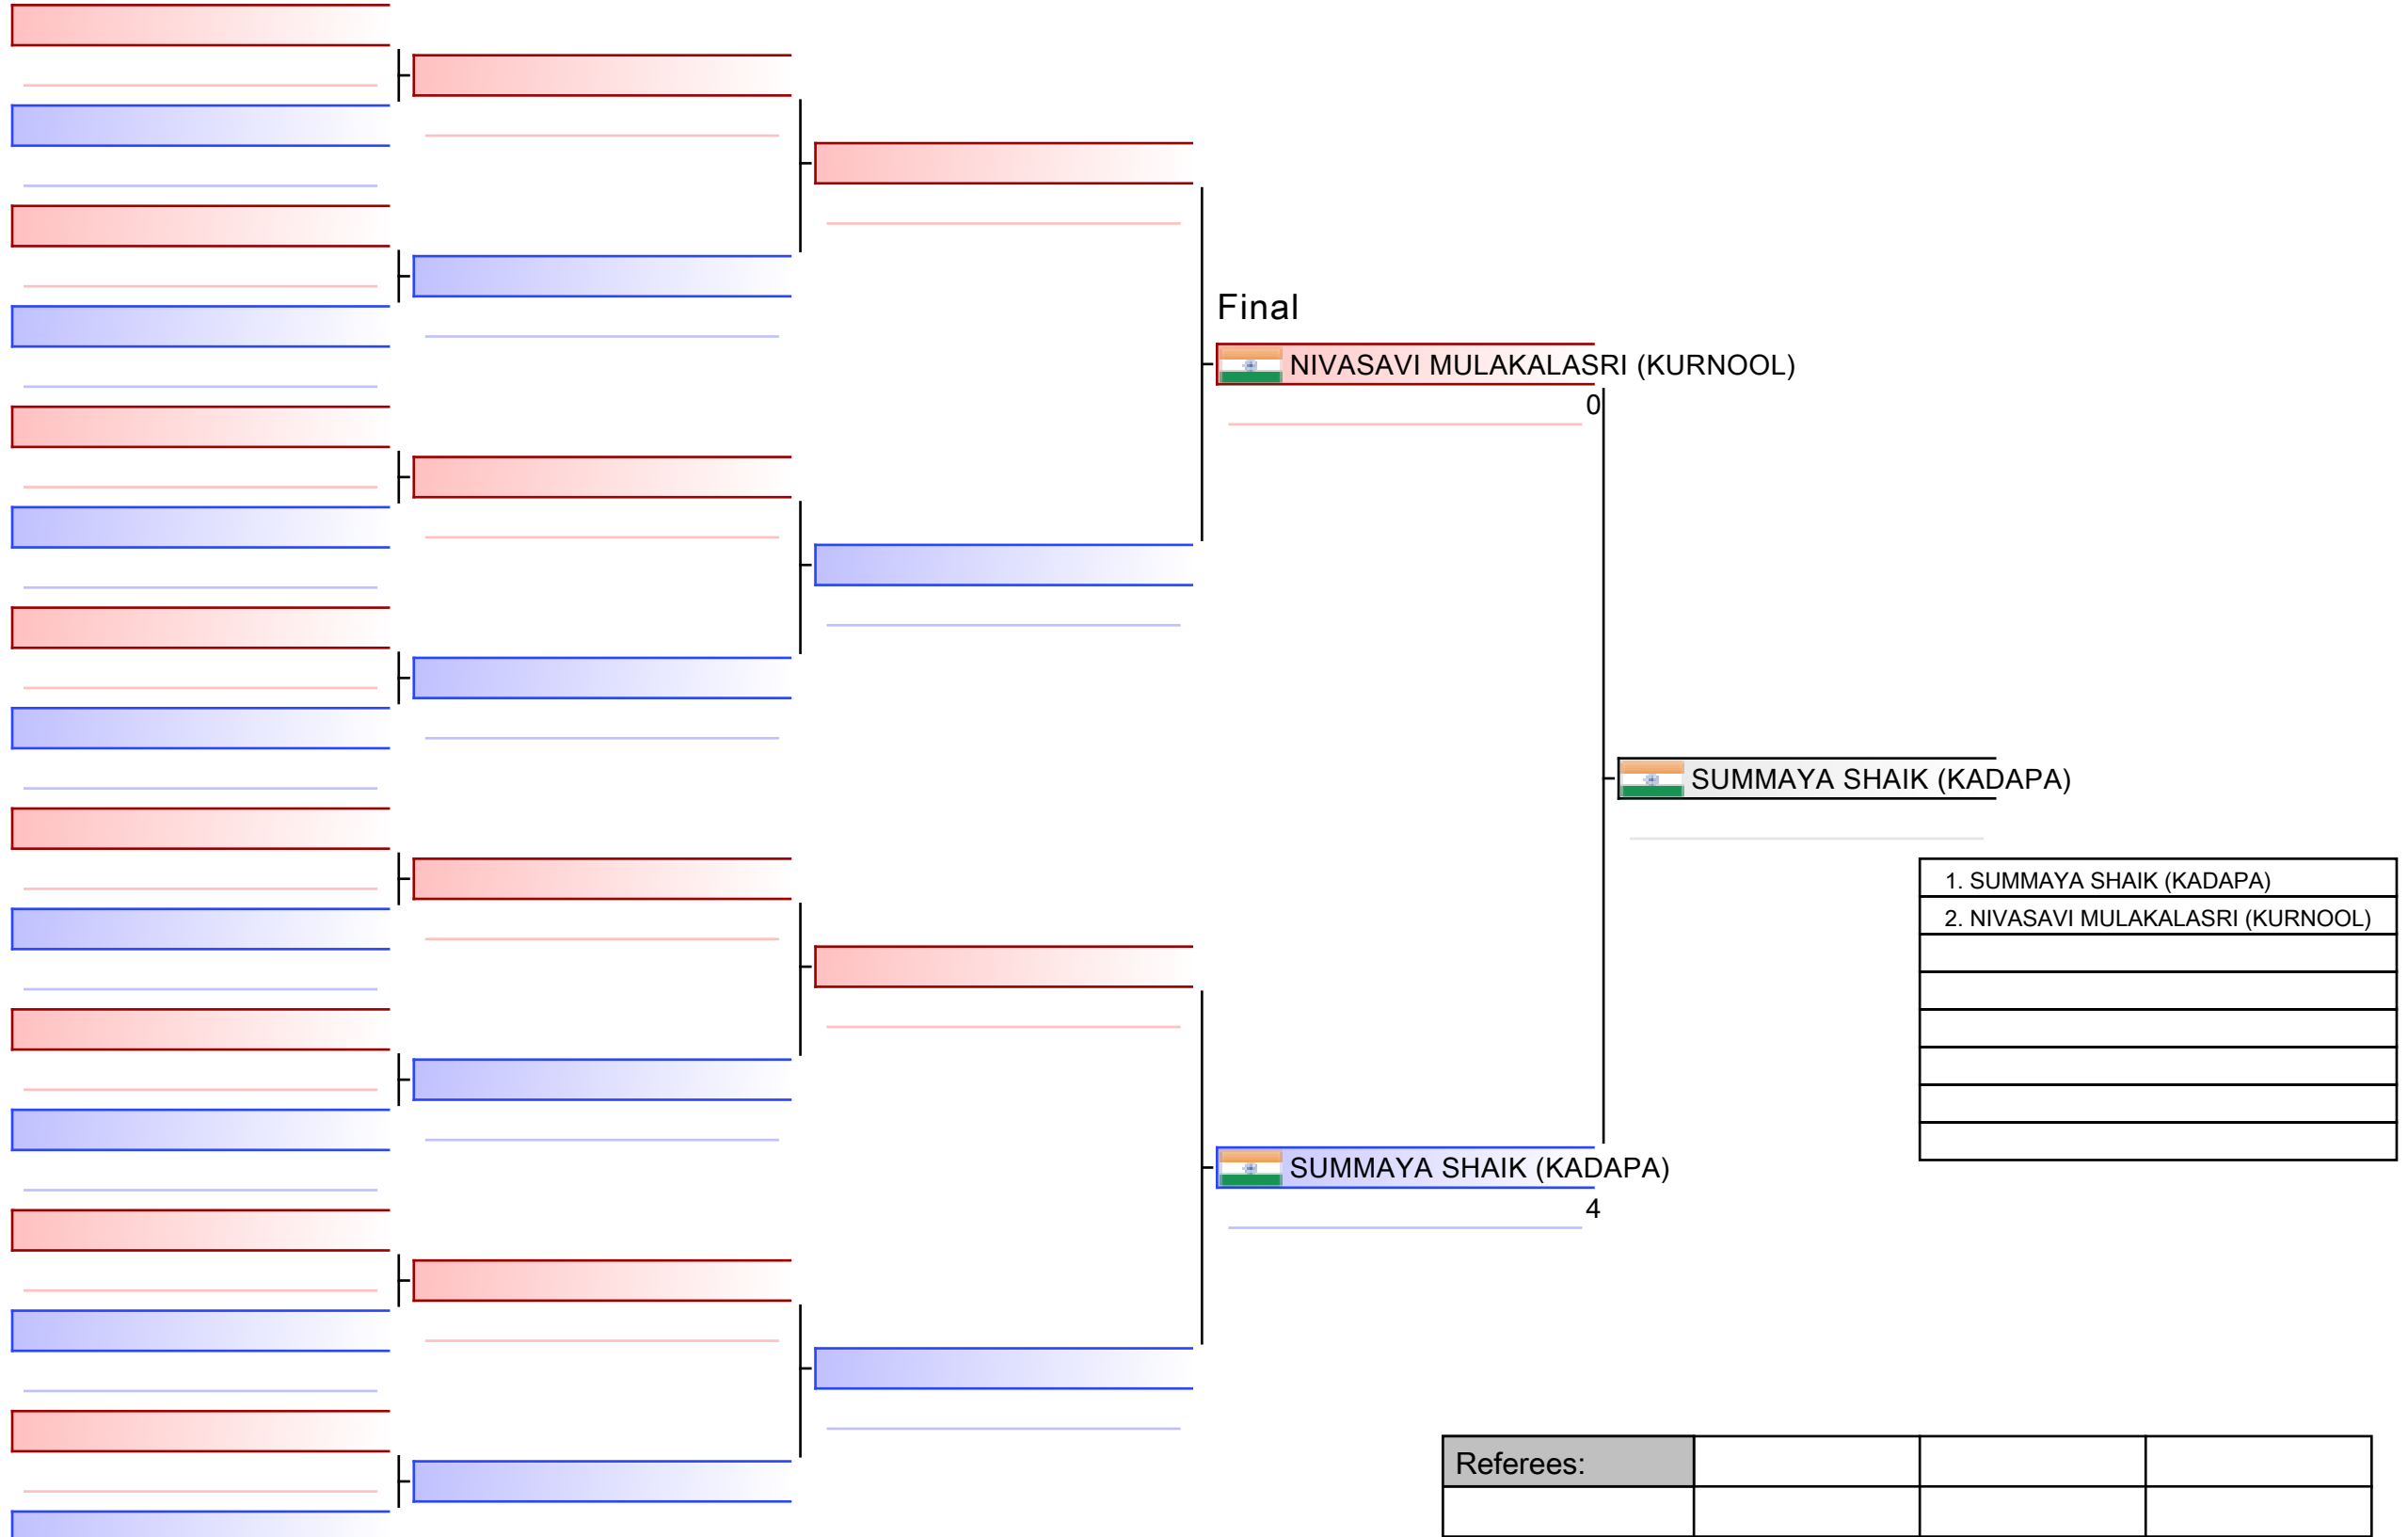 Final
NIVASAVI MULAKALASRI (KURNOOL)
0
SUMMAYA SHAIK (KADAPA)
1. SUMMAYA SHAIK (KADAPA)
2. NIVASAVI MULAKALASRI (KURNOOL)
SUMMAYA SHAIK (KADAPA)
4
Referees: